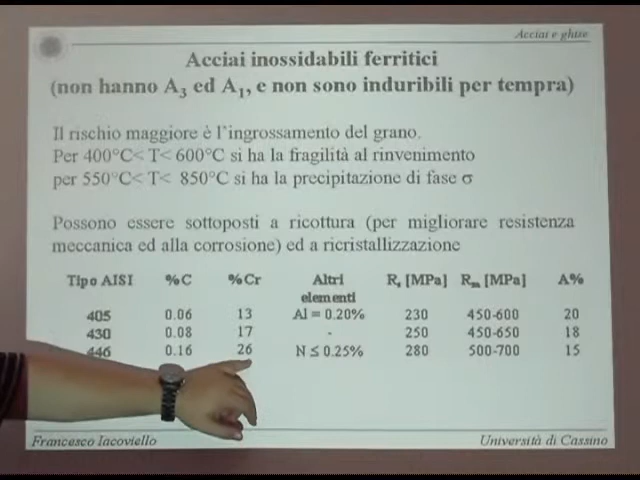 Acciai e ghise
Acciai inossidabili ferritici
(non hanno A3 ed A1, e non sono induribili per tempra)
Il rischio maggiore è l'ingrossamento del grano.
Per 400°C< T< 600°C si ha la fragilità al rinvenimento
per 550°C< T< 850°C si ha la precipitazione di fase σ
Possono essere sottoposti a ricottura (per migliorare resistenza
meccanica ed alla corrosione) ed a ricristallizzazione
Tipo AISI %C %Cr Altri elementi Rs [MPa] Rm [MPa] A%
405 0.06 13 Al = 0.20% 230 450-600 20
430 0.08 17 - 250 450-650 18
446 0.16 26 N ≤ 0.25% 280 500-700 15
Francesco Iacoviello Università di Cassino